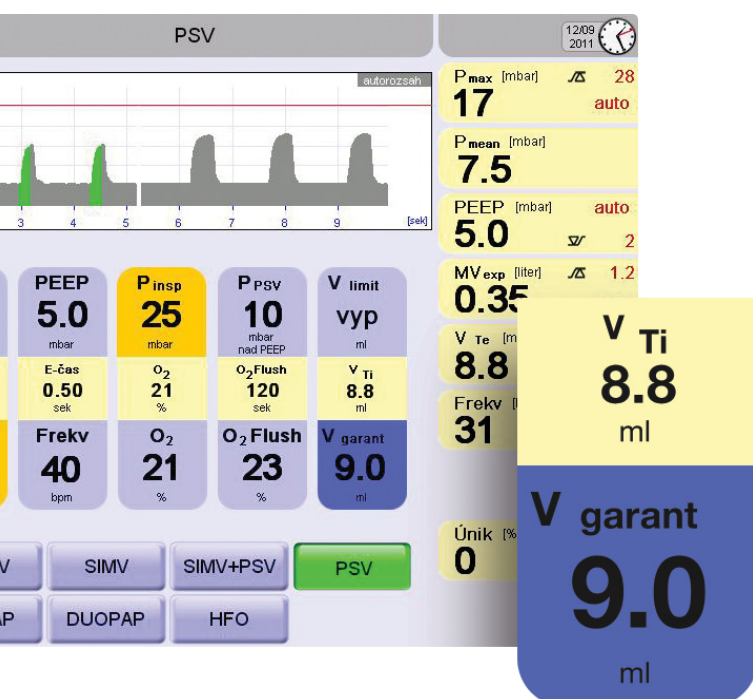 PSV
12/09
2011
autorozsah
3 4 5 6 7 8 9 [sek]
Pmax [mbar] 28
17 auto
Pmean [mbar]
7.5
PEEP [mbar] auto
5.0 2
MVexp [liter] 1.2
0.35
V Te
8.8
Frekv
31
Únik [%
0
PEEP
5.0
mbar
E-čas
0.50
sek
Frekv
40
bpm
Pinsp
25
mbar
O2
21
%
O2
21
%
PPSV
10
mbar
nad PEEP
O2Flush
120
sek
O2Flush
23
%
V limit
vyp
ml
VTi
8.8
ml
V garant
9.0
ml
SIMV SIMV+PSV PSV
DUOPAP HFO
V Ti
8.8
ml
V garant
9.0
ml